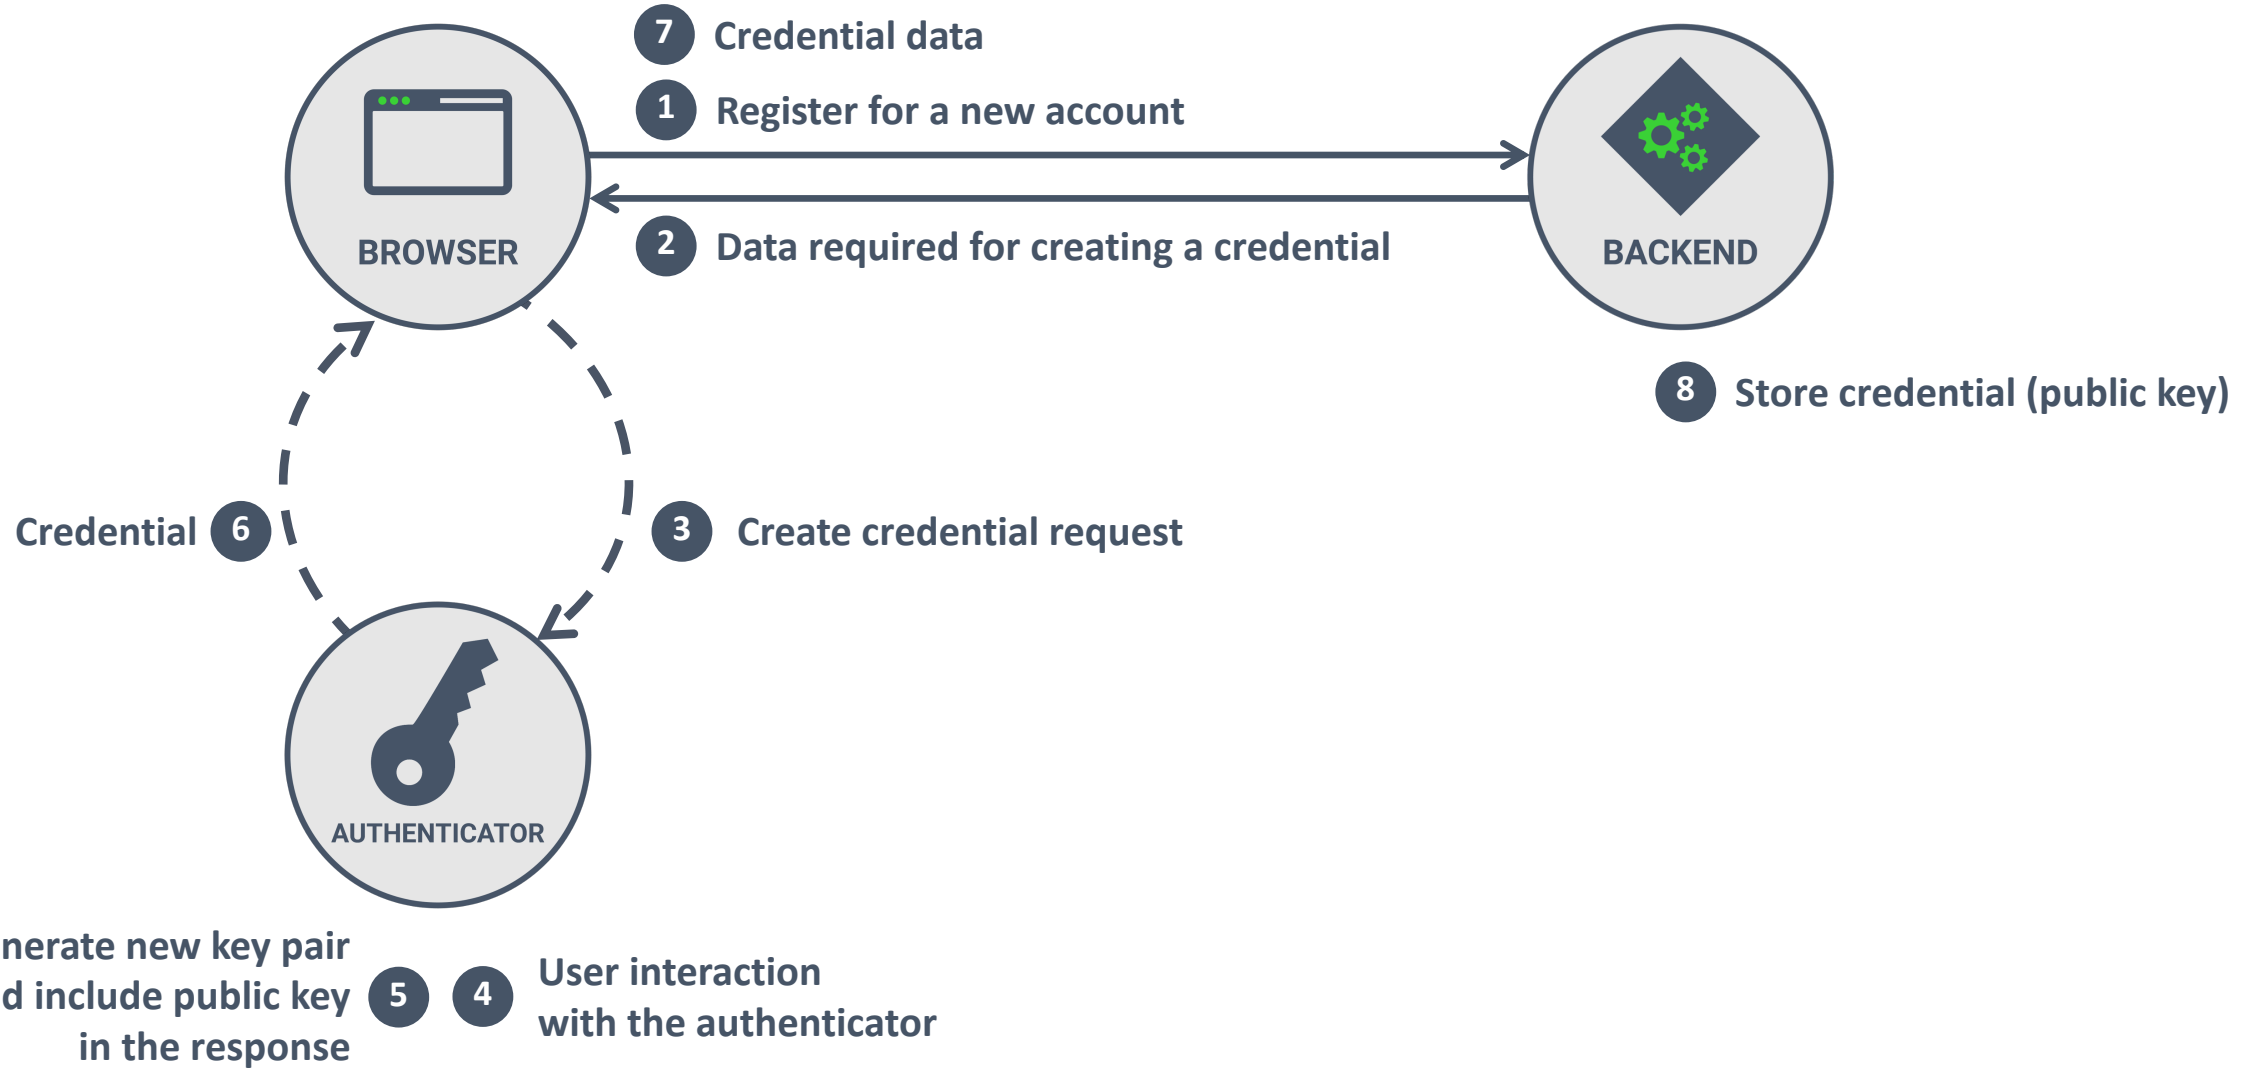 7 Credential data
1 Register for a new account
BROWSER
2 Data required for creating a credential
BACKEND
8 Store credential (public key)
Credential 6
3 Create credential request
AUTHENTICATOR
nerate new key pair
d include public key
in the response
5
4
User interaction
with the authenticator